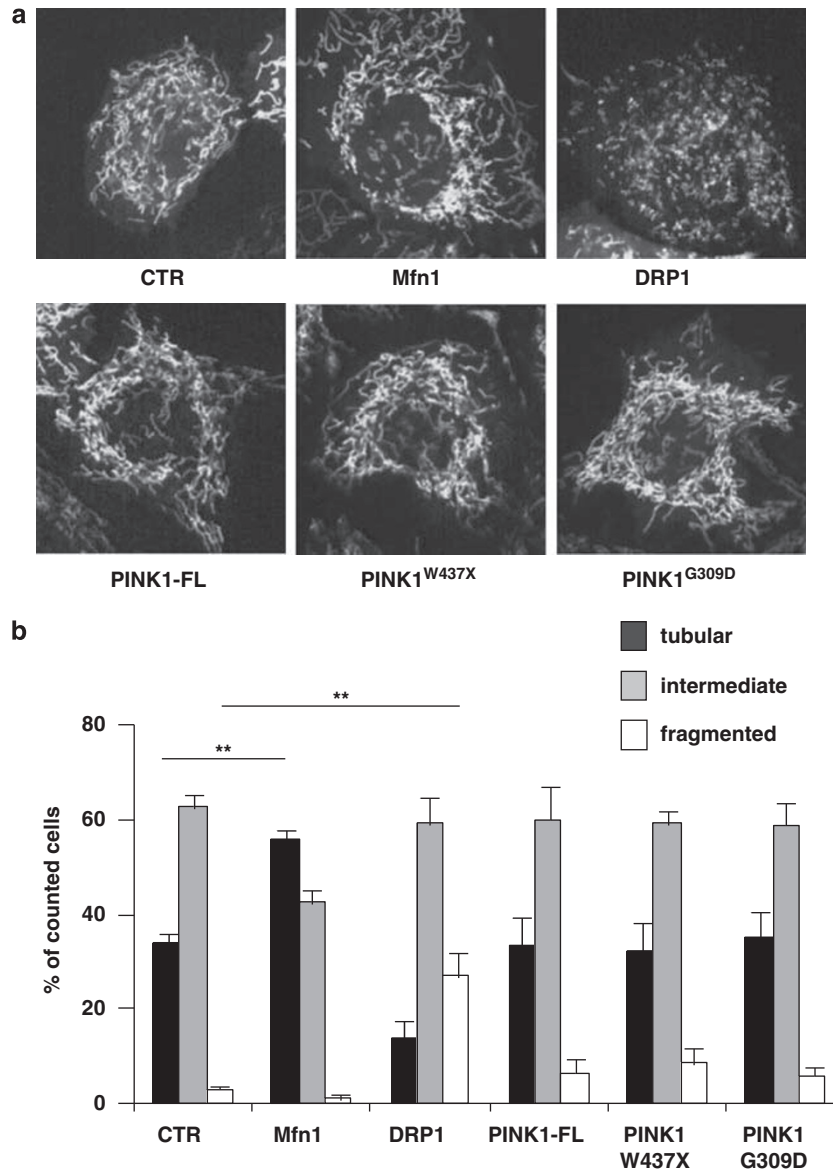 a
CTR
Mfn1
DRP1
PINK1-FL
PINK1W437X
PINK1G309D
b
tubular
intermediate
fragmented
**
**
% of counted cells
80
60
40
20
0
CTR
Mfn1
DRP1
PINK1-FL
PINK1
W437X
PINK1
G309D